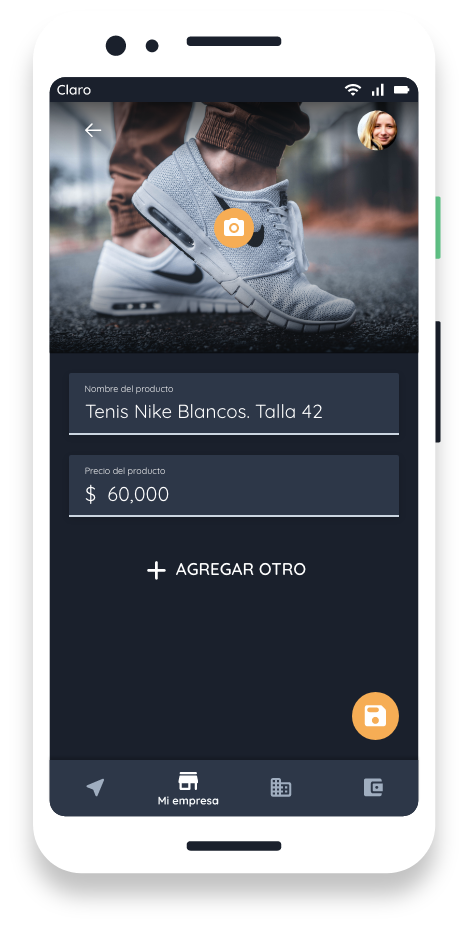 Claro
Nombre del producto
Tenis Nike Blancos. Talla 42
Precio del producto
$ 60,000
AGREGAR OTRO
Mi empresa